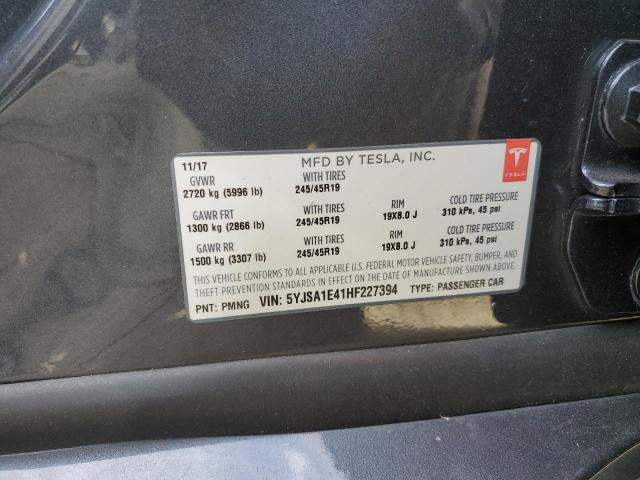 11/17 MFD BY TESLA, INC.
GVWR WITH TIRES
2720 kg (5996 lb) 245/45R19
GAWR FRT WITH TIRES RIM COLD TIRE PRESSURE
1300 kg (2866 lb) 245/45R19 19X8.0 J 310 kPs, 45 psi
GAWR RR WITH TIRES RIM COLD TIRE PRESSURE
1500 kg (3307 lb) 245/45R19 19X8.0 J 310 kPs, 45 psi
THIS VEHICLE CONFORMS TO ALL APPLICABLE U.S. FEDERAL MOTOR VEHICLE SAFETY, BUMPER, AND
THEFT PREVENTION STANDARDS IN EFFECT ON THE DATE OF MANUFACTURE SHOWN ABOVE.
PNT: PMNG VIN: 5YJSA1E41HF227394 TYPE: PASSENGER CAR
TESLA